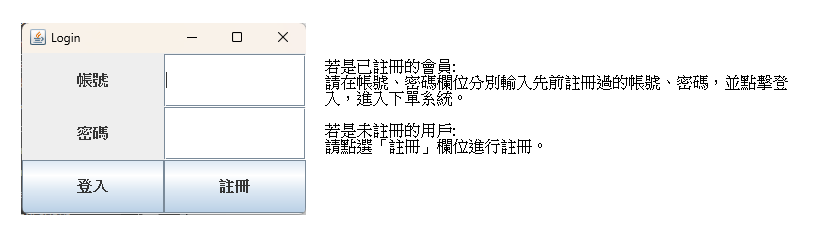 Login
帳號
密碼
登入
註冊
若是已註冊的會員:
請在帳號、密碼欄位分別輸入先前註冊過的帳號、密碼，並點擊登
入，進入下單系統。
若是未註冊的用戶:
請點選「註冊」欄位進行註冊。